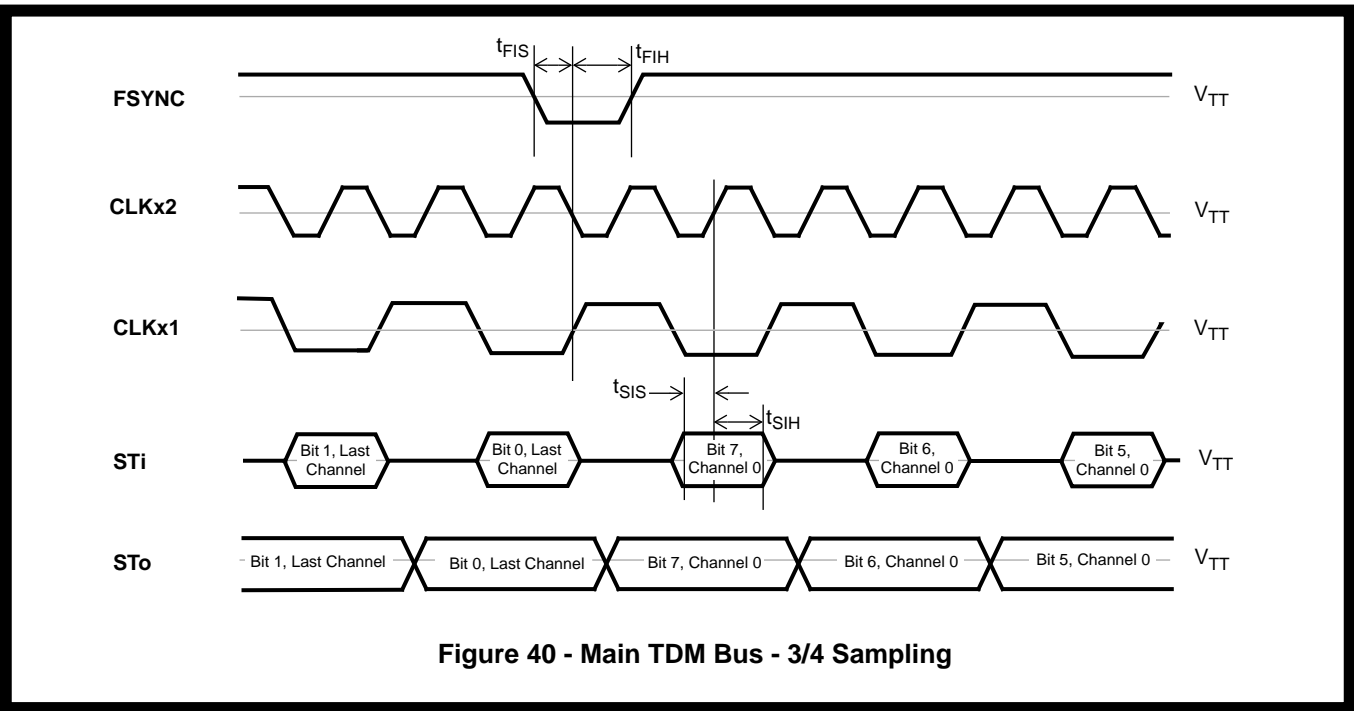 tFIS
tFIH
FSYNC
VTT
CLKx2
VTT
CLKx1
VTT
tSIS
tSIH
STi
Bit 1, Last
Channel
Bit 0, Last
Channel
Bit 7,
Channel 0
Bit 6,
Channel 0
Bit 5,
Channel 0
VTT
STo
Bit 1, Last Channel
Bit 0, Last Channel
Bit 7, Channel 0
Bit 6, Channel 0
Bit 5, Channel 0
VTT
Figure 40 - Main TDM Bus - 3/4 Sampling